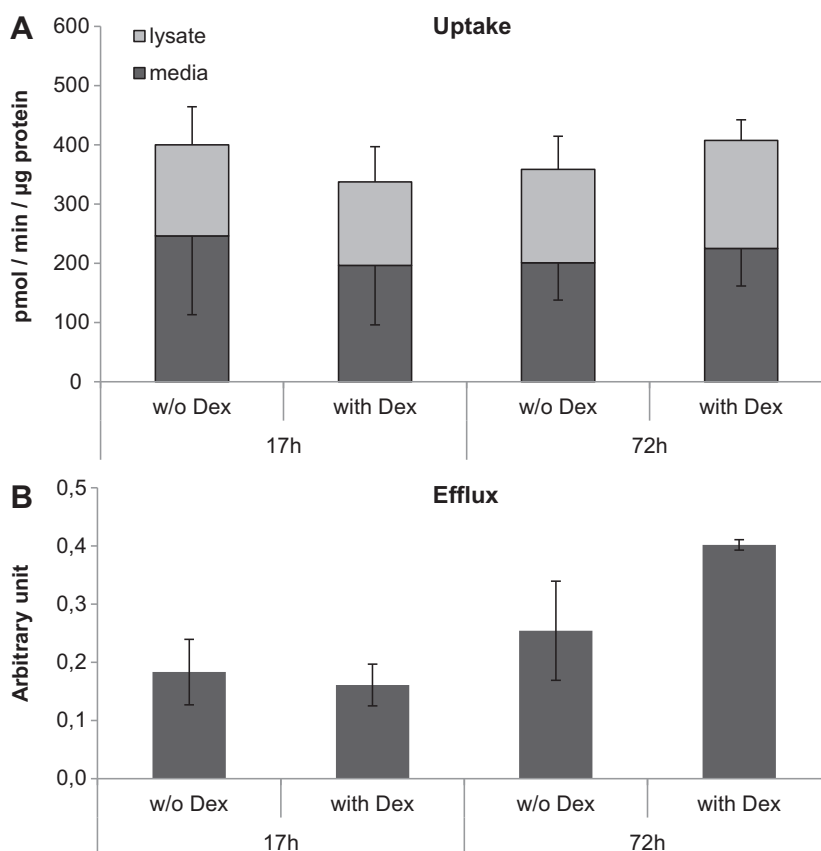 A
Uptake
lysate
media
pmol / min / µg protein
600
500
400
300
200
100
0
w/o Dex with Dex w/o Dex with Dex
17h 72h
B
Efflux
Arbitrary unit
0,5
0,4
0,3
0,2
0,1
0,0
w/o Dex with Dex w/o Dex with Dex
17h 72h